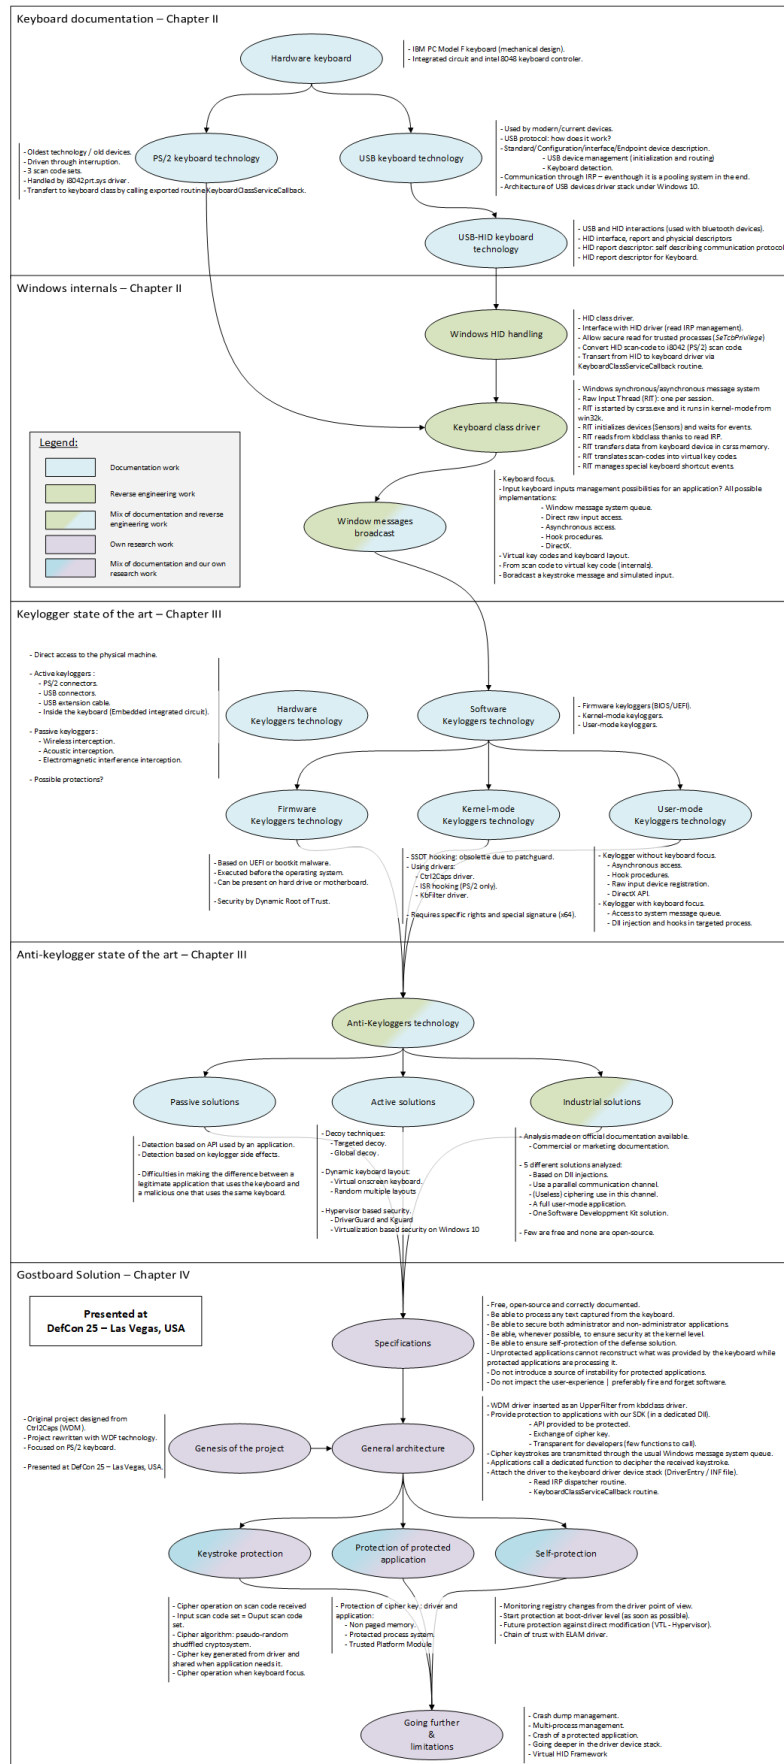 Keyboard documentation – Chapter II
Hardware keyboard
- IBM PC Model F keyboard (mechanical design).
- Integrated circuit and intel 8048 keyboard controler.
PS/2 keyboard technology
- Oldest technology / old devices.
- Driven through interruption.
- 3 scan code sets.
- Handled by i8042prt.sys driver.
- Transfert to keyboard class by calling exported routine KeyboardClassServiceCallback.
USB keyboard technology
- Used by modern/current devices.
- USB protocol: how does it work?
- Standard/Configuration/interface/Endpoint device description.
- USB device management (initialization and routing)
- Keyboard detection.
- Communication through IRP – eventhough it is a pooling system in the end.
- Architecture of USB devices driver stack under Windows 10.
USB-HID keyboard
technology
- USB and HID interactions (used with bluetooth devices).
- HID interface, report and physical descriptors
- HID report descriptor: self describing communication protocol
- HID report descriptor for Keyboard.
Windows internals – Chapter II
Windows HID handling
- HID class driver.
- Interface with HID driver (read IRP management).
- Allow secure read for trusted processes (SeTcbPrivilege)
- Convert HID scan-code to i8042 (PS/2) scan code.
- Transert from HID to keyboard driver via
KeyboardClassServiceCallback routine.
Keyboard class driver
- Windows synchronous/asynchronous message system
- Raw Input Thread (RIT): one per session.
- RIT is started by csrss.exe and it runs in kernel-mode from
win32k.
- RIT initializes devices (Sensors) and waits for events.
- RIT reads from kbdclass thanks to read IRP.
- RIT transfers data from keyboard device in csrss memory.
- RIT translates scan-codes into virtual key codes.
- RIT manages special keyboard shortcut events.
Legend:
Documentation work
Reverse engineering work
Mix of documentation and reverse
engineering work
Own research work
Mix of documentation and our own
research work
Window messages
broadcast
- Keyboard focus.
- Input keyboard inputs management possibilities for an application? All possible
implementations:
- Window message system queue.
- Direct raw input access.
- Asynchronous access.
- Hook procedures.
- DirectX.
- Virtual key codes and keyboard layout.
- From scan code to virtual key code (internals).
- Boradcast a keystroke message and simulated input.
Keylogger state of the art – Chapter III
- Direct access to the physical machine.
- Active keyloggers :
- PS/2 connectors.
- USB connectors.
- USB extension cable.
- Inside the keyboard (Embedded integrated circuit).
- Passive keyloggers :
- Wireless interception.
- Acoustic interception.
- Electromagnetic interference interception.
- Possible protections?
Hardware
Keyloggers technology
Software
Keyloggers technology
- Firmware keyloggers (BIOS/UEFI).
- Kernel-mode keyloggers.
- User-mode keyloggers.
Firmware
Keyloggers technology
Kernel-mode
Keyloggers technology
User-mode
Keyloggers technology
- Based on UEFI or bootkit malware.
- Executed before the operating system.
- Can be present on hard drive or motherboard.
- Security by Dynamic Root of Trust.
- SSDT hooking: obsolette due to patchguard.
- Using drivers:
- Ctrl2Caps driver.
- ISR hooking (PS/2 only).
- KbFilter driver.
- Requires specific rights and special signature (x64).
- Keylogger without keyboard focus.
- Asynchronous access.
- Hook procedures.
- Raw input device registration.
- DirectX API.
- Keylogger with keyboard focus.
- Access to system message queue.
- Dll injection and hooks in targeted process.
Anti-keylogger state of the art – Chapter III
Anti-Keyloggers technology
Passive solutions
Active solutions
Industrial solutions
- Detection based on API used by an application.
- Detection based on keylogger side effects.
- Difficulties in making the difference between a
legitimate application that uses the keyboard and
a malicious one that uses the same keyboard.
- Decoy techniques:
- Targeted decoy.
- Global decoy.
- Dynamic keyboard layout:
- Virtual onscreen keyboard.
- Random multiple layouts
- Hypervisor based security.
- DriverGuard and Kguard
- Virtualization based security on Windows 10
- Analysis made on official documentation available.
- Commercial or marketing documentation.
- 5 different solutions analyzed:
- Based on Dll injections.
- Use a parallel communication channel.
- (Useless) ciphering use in this channel.
- A full user-mode application.
- One Software Developpment Kit solution.
- Few are free and none are open-source.
Gostboard Solution – Chapter IV
Presented at
DefCon 25 – Las Vegas, USA
Specifications
- Free, open-source and correctly documented.
- Be able to process any text captured from the keyboard.
- Be able to secure both administrator and non-administrator applications.
- Be able, whenever possible, to ensure security at the kernel level.
- Be able to ensure self-protection of the defense solution.
- Unprotected applications cannot reconstruct what was provided by the keyboard while
protected applications are processing it.
- Do not introduce a source of instability for protected applications.
- Do not impact the user-experience | preferably fire and forget software.
- Original project designed from
Ctrl2Caps (WDM).
- Project rewritten with WDF technology.
- Focused on PS/2 keyboard.
- Presented at DefCon 25 – Las Vegas, USA.
Genesis of the project
General architecture
- WDM driver inserted as an UpperFilter from kbdclass driver.
- Provide protection to applications with our SDK (in a dedicated Dll).
- API provided to be protected.
- Exchange of cipher key.
- Transparent for developers (few functions to call).
- Cipher keystrokes are transmitted through the usual Windows message system queue.
- Applications call a dedicated function to decipher the received keystroke.
- Attach the driver to the keyboard driver device stack (DriverEntry / INF file).
- Read IRP dispatcher routine.
- KeyboardClassServiceCallback routine.
Keystroke protection
Protection of protected
application
Self-protection
- Cipher operation on scan code received
- Input scan code set = Ouput scan code
set.
- Cipher algorithm: pseudo-random
shudffled cryptosystem.
- Cipher key generated from driver and
shared when application needs it.
- Cipher operation when keyboard focus.
- Protection of cipher key : driver and
application:
- Non paged memory.
- Protected process system.
- Trusted Platform Module
- Monitoring registry changes from the driver point of view.
- Start protection at boot-driver level (as soon as possible).
- Future protection against direct modification (VTL - Hypervisor).
- Chain of trust with ELAM driver.
Going further
&
limitations
- Crash dump management.
- Multi-process management.
- Crash of a protected application.
- Going deeper in the driver device stack.
- Virtual HID Framework